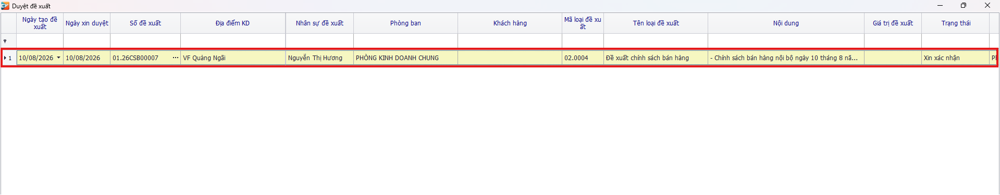 Duyệt đề xuất
Ngày tạo đề xuất
Ngày xin duyệt
Số đề xuất
Địa điểm KD
Nhân sự đề xuất
Phòng ban
Khách hàng
Mã loại đề xu
ất
Tên loại đề xuất
Nội dung
Giá trị đề xuất
Trạng thái
1 10/08/2026 10/08/2026 01.26CSB00007 ... VF Quảng Ngãi Nguyễn Thị Hương PHÒNG KINH DOANH CHUNG 02.0004 Đề xuất chính sách bán hàng - Chính sách bán hàng nội bộ ngày 10 tháng 8 nă... Xin xác nhận